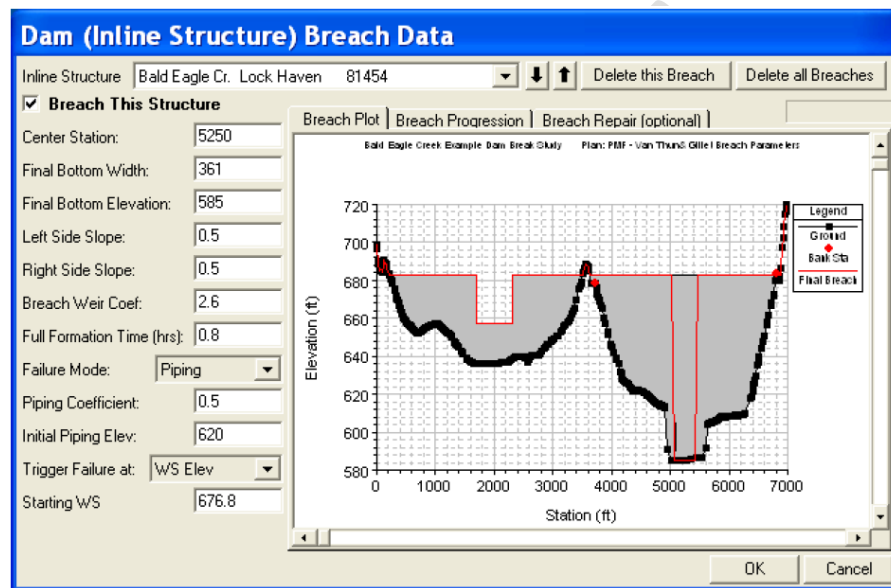 Dam (Inline Structure) Breach Data
Inline Structure Bald Eagle Cr. Lock Haven 81454 Delete this Breach Delete all Breaches
Breach This Structure
Breach Plot Breach Progression Breach Repair (optional)
Center Station: 5250
Final Bottom Width: 361
Final Bottom Elevation: 585
Left Side Slope: 0.5
Right Side Slope: 0.5
Breach Weir Coef: 2.6
Full Formation Time (hrs): 0.8
Failure Mode: Piping
Piping Coefficient: 0.5
Initial Piping Elev: 620
Trigger Failure at: WS Elev
Starting WS 676.8
Bald Eagle Creek Example Dam Break Study Plan: PMF - Van Thun& Gillet Breach Parameters
Elevation (ft)
720
700
680
660
640
620
600
580
0 1000 2000 3000 4000 5000 6000 7000
Station (ft)
Legend
Ground
Bank Sta
Final Breach
OK Cancel